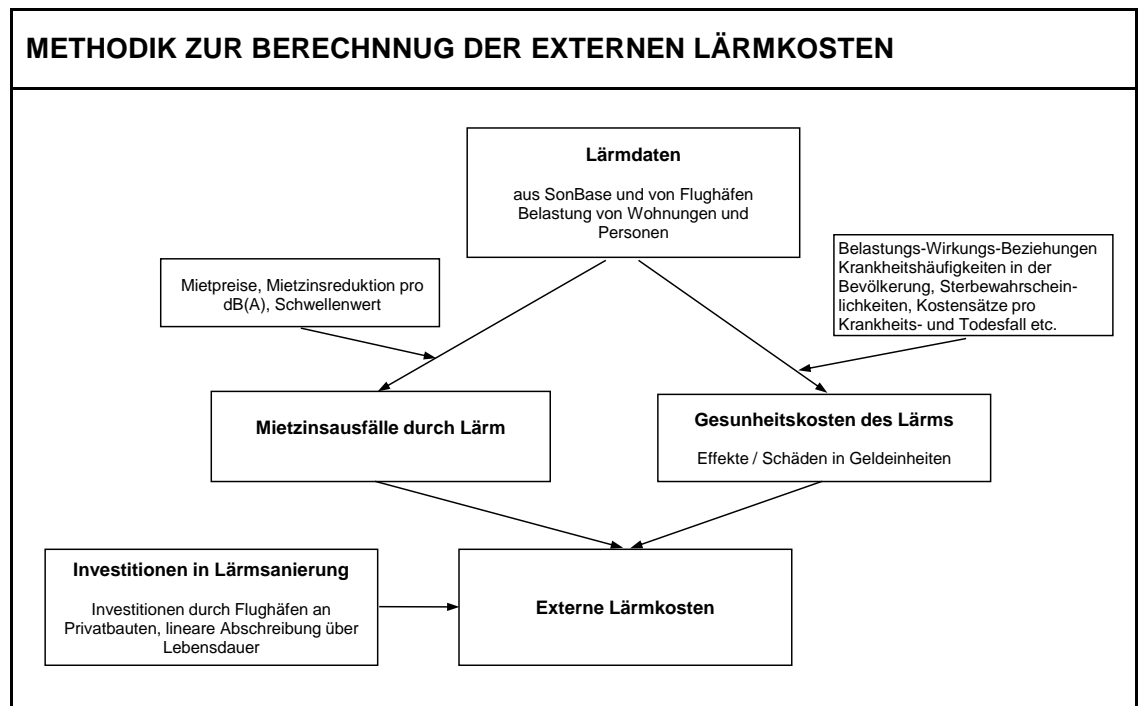 METHODIK ZUR BERECHNNUG DER EXTERNEN LÄRMKOSTEN
Lärmdaten
aus SonBase und von Flughäfen
Belastung von Wohnungen und
Personen
Mietpreise, Mietzinsreduktion pro
dB(A), Schwellenwert
Belastungs-Wirkungs-Beziehungen
Krankheitshäufigkeiten in der
Bevölkerung, Sterbewahrschein-
lichkeiten, Kostensätze pro
Krankheits- und Todesfall etc.
Mietzinsausfälle durch Lärm
Gesunheitskosten des Lärms
Effekte / Schäden in Geldeinheiten
Investitionen in Lärmsanierung
Investitionen durch Flughäfen an
Privatbauten, lineare Abschreibung über
Lebensdauer
Externe Lärmkosten